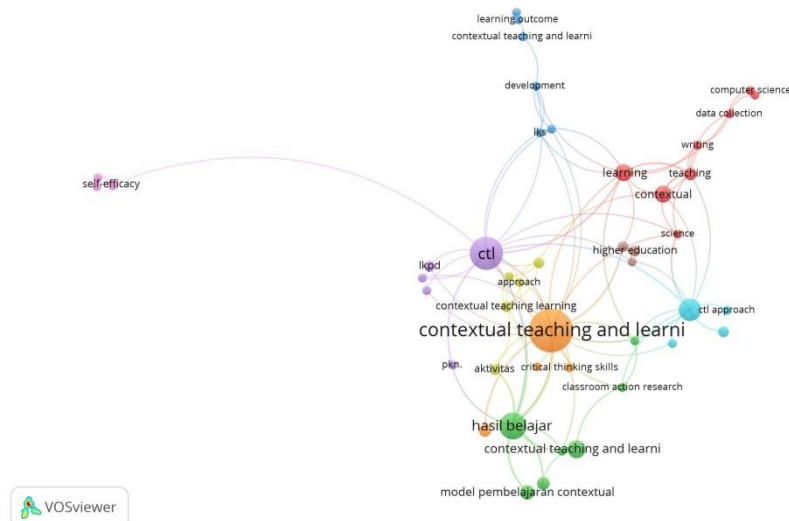 learning outcome
contextual teaching and learni
development
computer science
data collection
lks
writing
learning
teaching
self-efficacy
contextual
science
ctl
higher education
lkpd
approach
contextual teaching learning
ctl approach
contextual teaching and learni
pkn.
aktivitas
critical thinking skills
classroom action research
hasil belajar
contextual teaching and learni
model pembelajaran contextual
VOSviewer